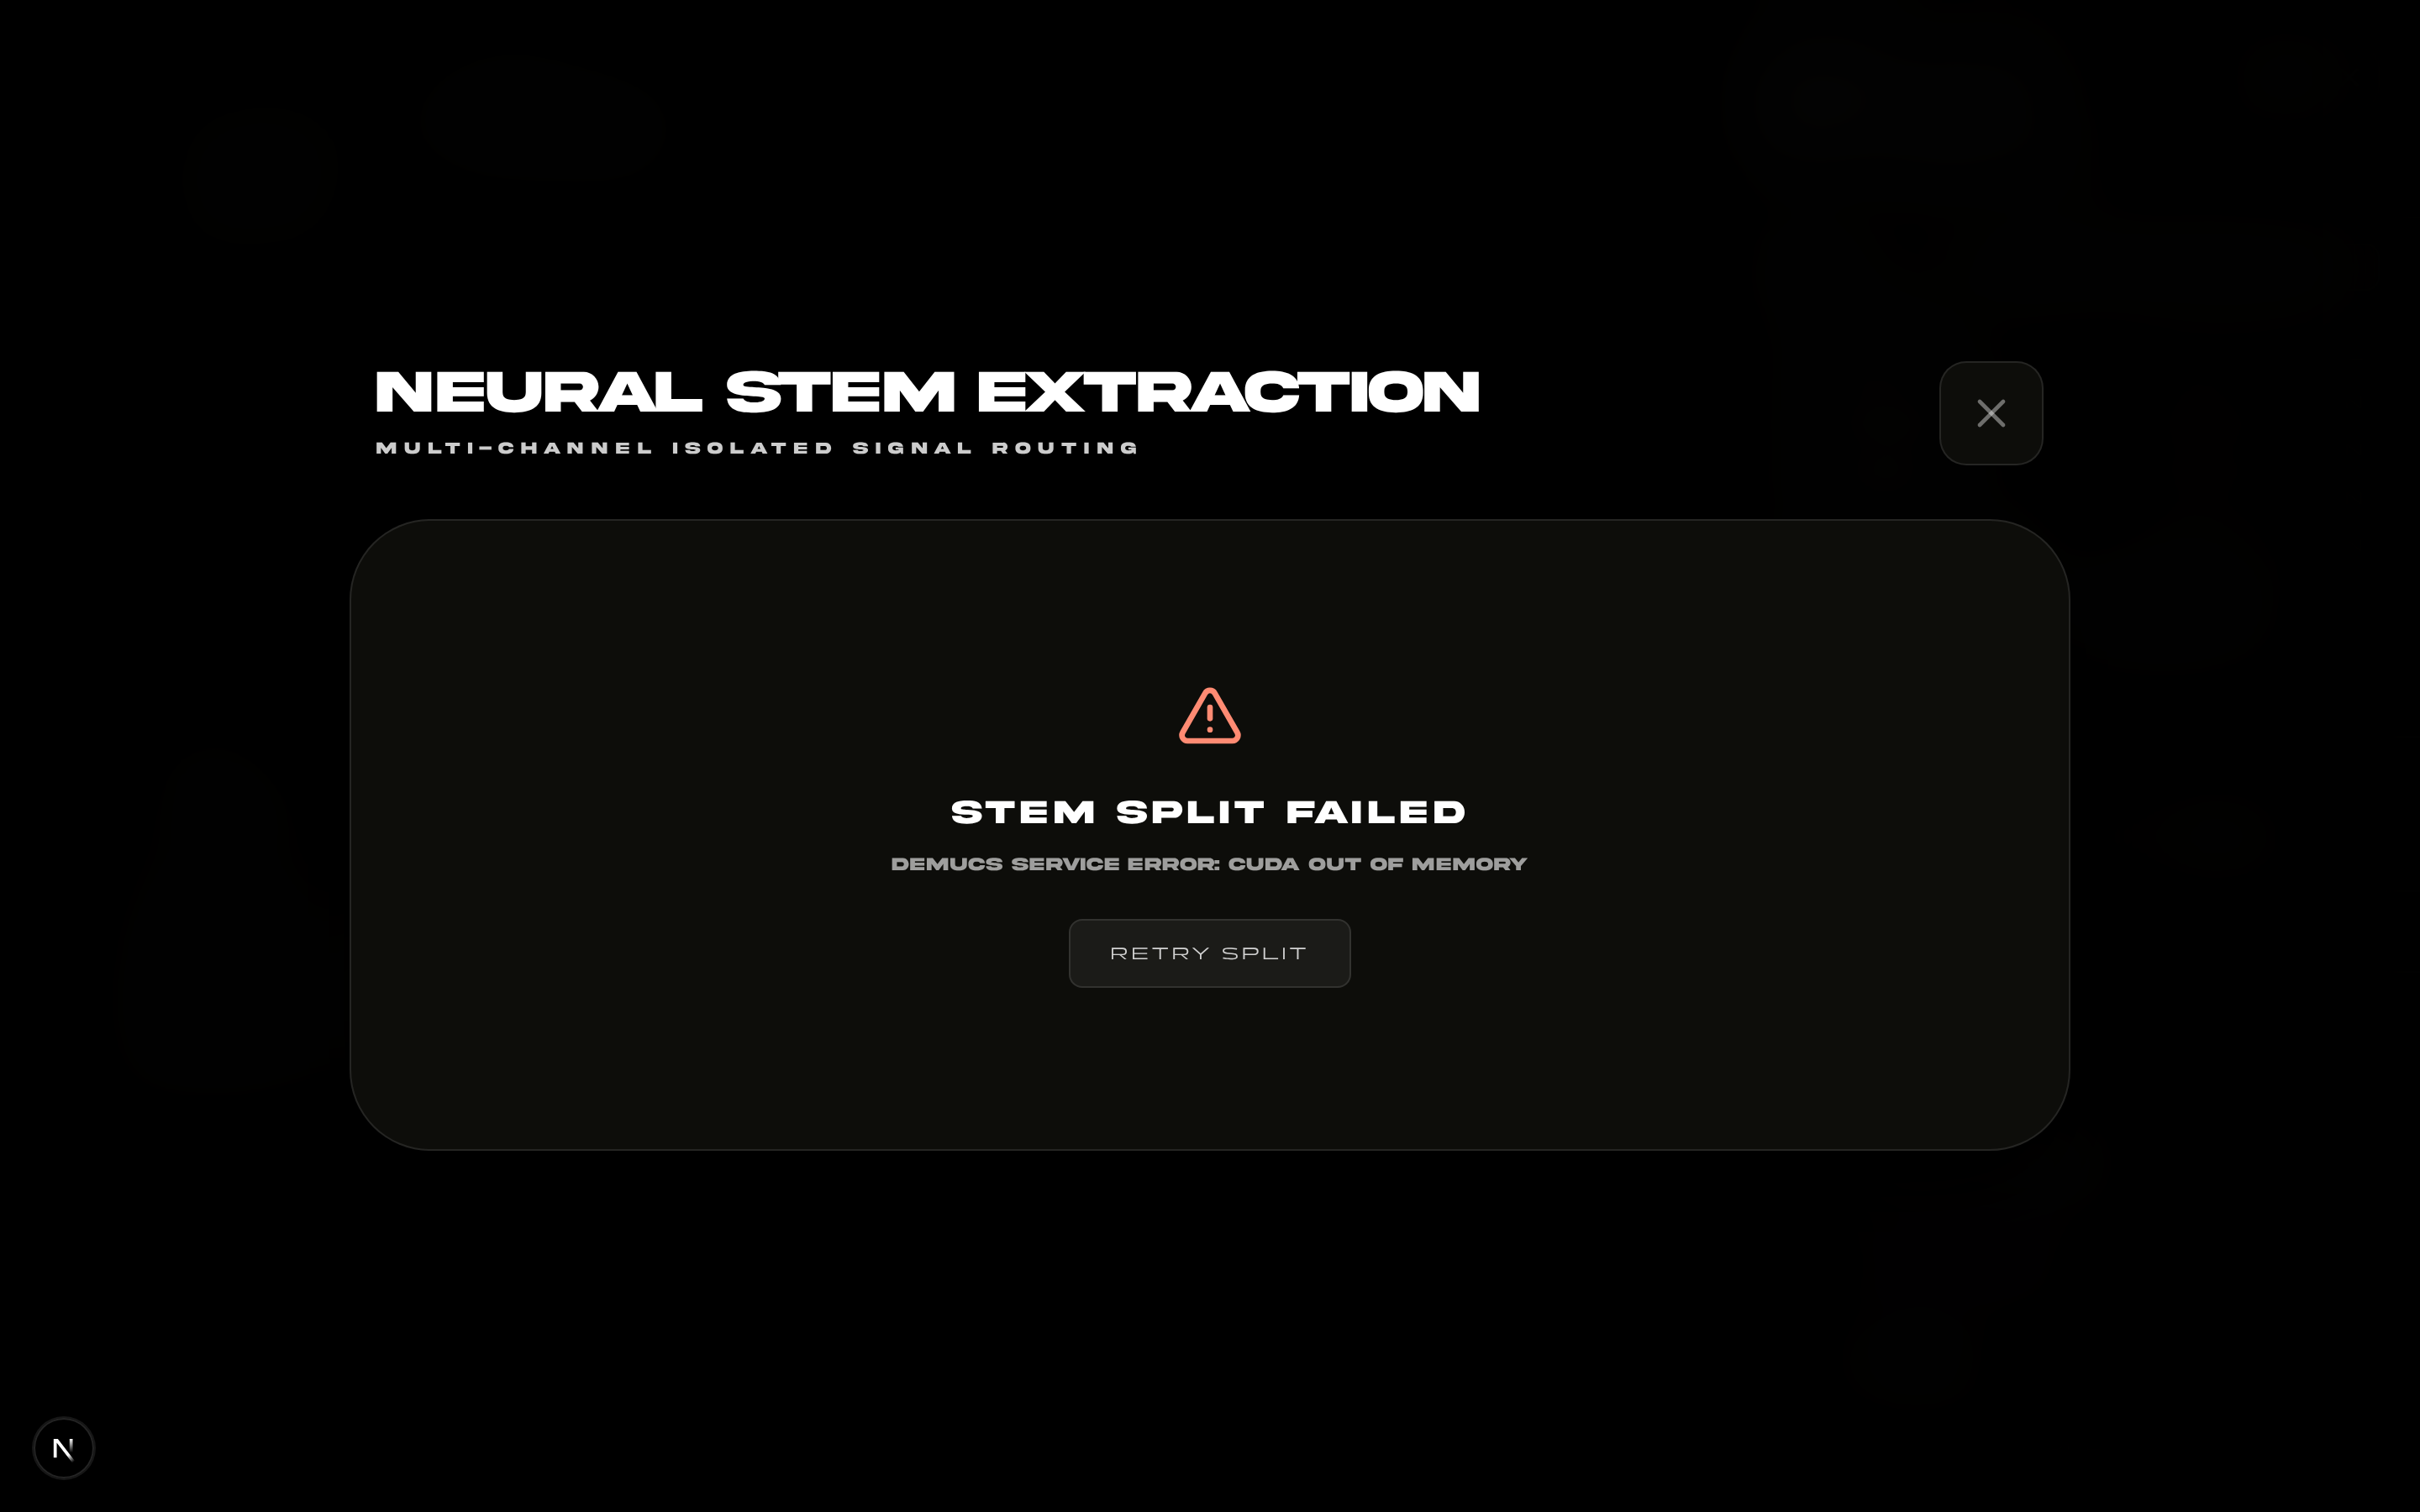 NEURAL STEM EXTRACTION
MULTI-CHANNEL ISOLATED SIGNAL ROUTING
STEM SPLIT FAILED
DEMUCS SERVICE ERROR: CUDA OUT OF MEMORY
RETRY SPLIT
N